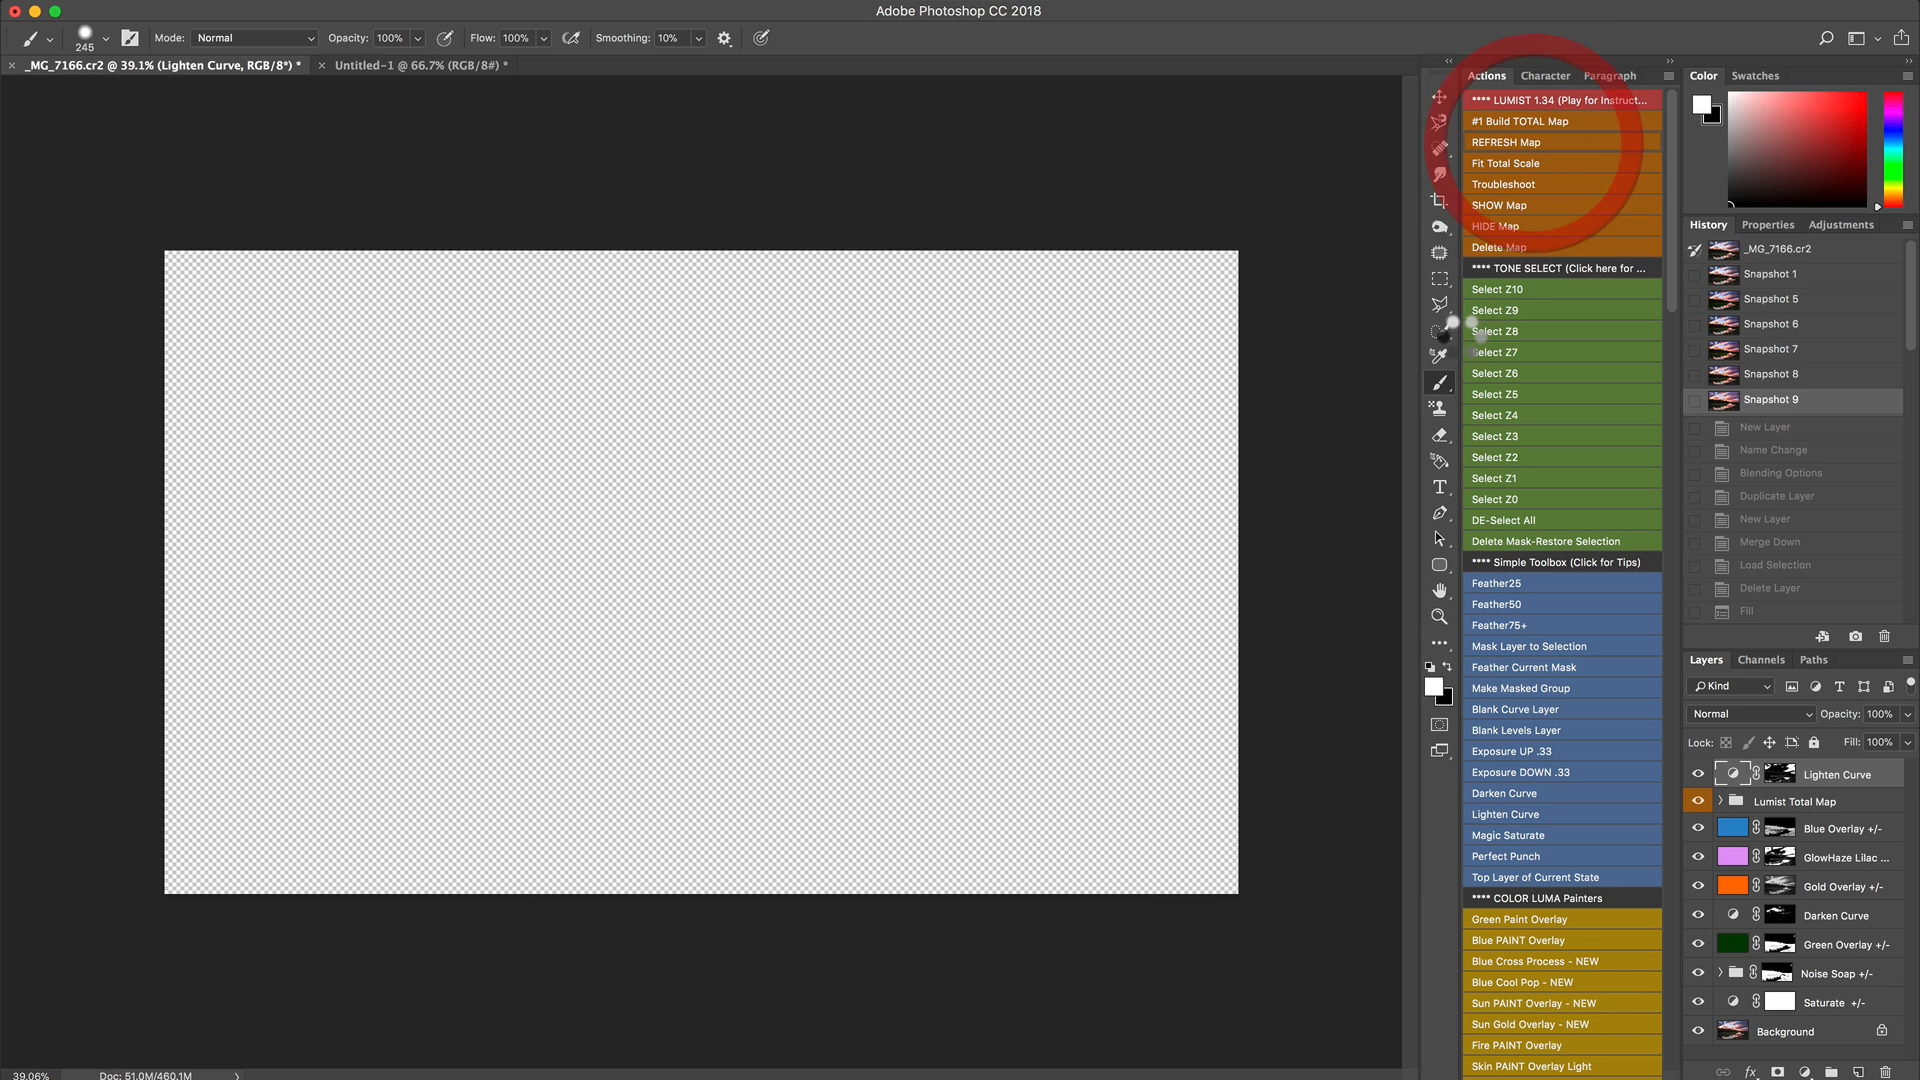 Adobe Photoshop CC 2018
245
Mode: Normal
Opacity: 100%
Flow: 100%
Smoothing: 10%
_MG_7166.cr2 @ 39.1% (Lighten Curve, RGB/8*) *
Untitled-1 @ 66.7% (RGB/8#) *
Actions
Character
Paragraph
**** LUMIST 1.34 (Play for Instruct...
#1 Build TOTAL Map
REFRESH Map
Fit Total Scale
Troubleshoot
SHOW Map
HIDE Map
Delete Map
**** TONE SELECT (Click here for ...
Select Z10
Select Z9
Select Z8
Select Z7
Select Z6
Select Z5
Select Z4
Select Z3
Select Z2
Select Z1
Select Z0
DE-Select All
Delete Mask-Restore Selection
**** Simple Toolbox (Click for Tips)
Feather25
Feather50
Feather75+
Mask Layer to Selection
Feather Current Mask
Make Masked Group
Blank Curve Layer
Blank Levels Layer
Exposure UP .33
Exposure DOWN .33
Darken Curve
Lighten Curve
Magic Saturate
Perfect Punch
Top Layer of Current State
**** COLOR LUMA Painters
Green Paint Overlay
Blue PAINT Overlay
Blue Cross Process - NEW
Blue Cool Pop - NEW
Sun PAINT Overlay - NEW
Sun Gold Overlay - NEW
Fire PAINT Overlay
Skin PAINT Overlay Light
Color
Swatches
History
Properties
Adjustments
_MG_7166.cr2
Snapshot 1
Snapshot 5
Snapshot 6
Snapshot 7
Snapshot 8
Snapshot 9
New Layer
Name Change
Blending Options
Duplicate Layer
New Layer
Merge Down
Load Selection
Delete Layer
Fill
Layers
Channels
Paths
Kind
Normal
Opacity: 100%
Lock:
Fill: 100%
Lighten Curve
Lumist Total Map
Blue Overlay +/-
GlowHaze Lilac ...
Gold Overlay +/-
Darken Curve
Green Overlay +/-
Noise Soap +/-
Saturate +/-
Background
fx
39.06%
Doc: 51.0M/460.1M